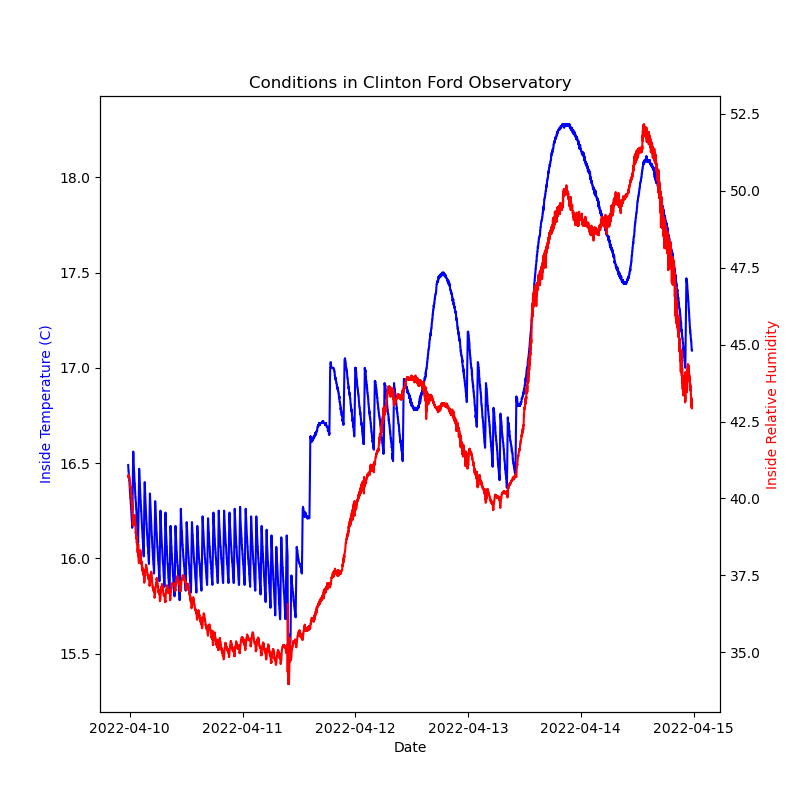 Conditions in Clinton Ford Observatory
Inside Temperature (C)
18.0
17.5
17.0
16.5
16.0
15.5
52.5
50.0
47.5
45.0
42.5
40.0
37.5
35.0
Inside Relative Humidity
2022-04-10 2022-04-11 2022-04-12 2022-04-13 2022-04-14 2022-04-15
Date